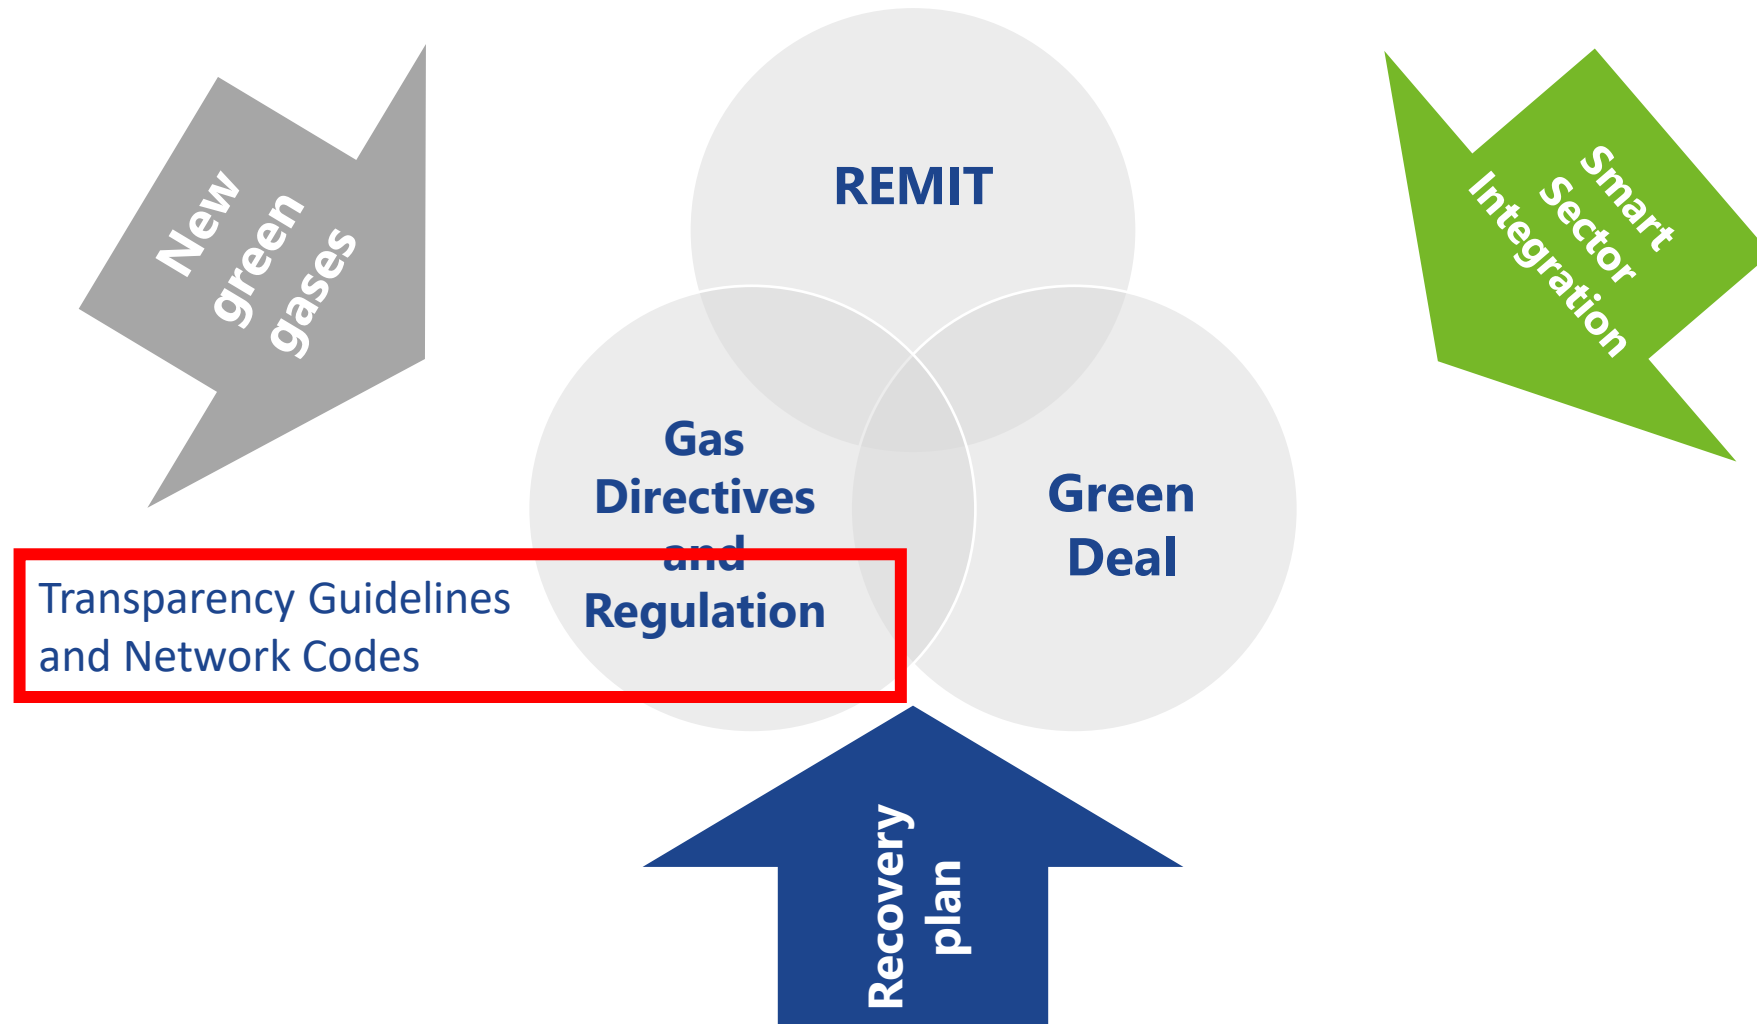 New
green
gases
REMIT
Smart
Sector
Integration
Gas
Directives
and
Regulation
Green
Deal
Transparency Guidelines
and Network Codes
Recovery
plan